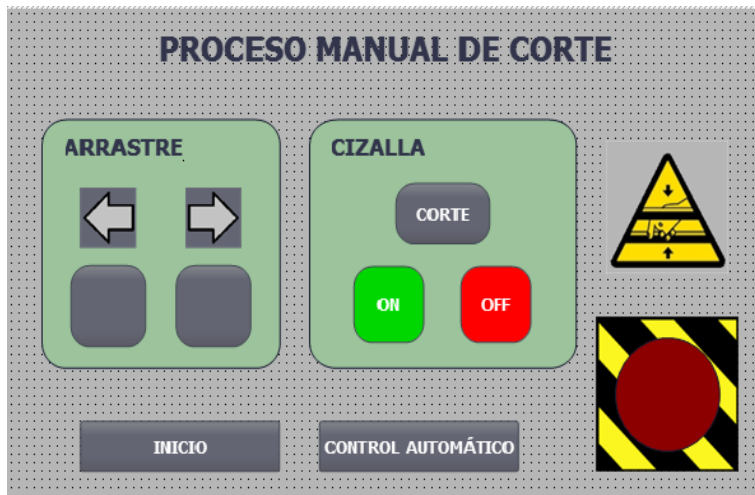 PROCESO MANUAL DE CORTE
ARRASTRE
CIZALLA
CORTE
ON
OFF
INICIO
CONTROL AUTOMÁTICO